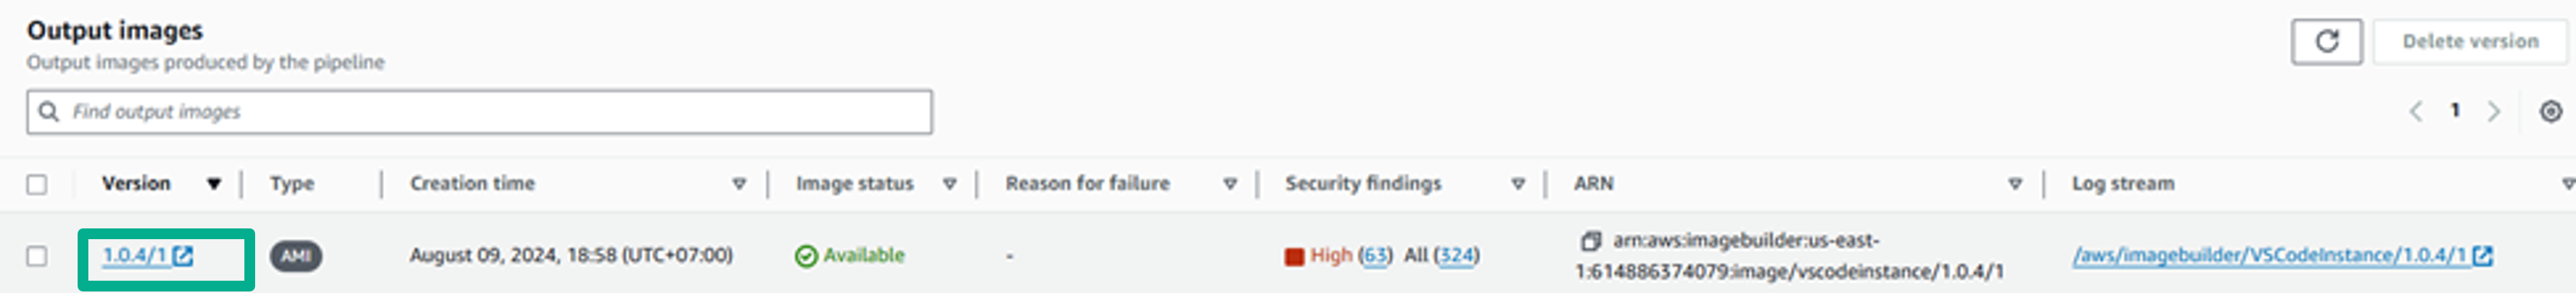 Output images
Delete version
Output images produced by the pipeline
Find output images
1
Version Type Creation time Image status Reason for failure Security findings ARN Log stream
1.0.4/1 AMI August 09, 2024, 18:58 (UTC+07:00) Available - High (63) All (324) arn:aws:imagebuilder:us-east- /aws/imagebuilder/VSCodeInstance/1.0.4/1
1:614886374079:image/vscodeinstance/1.0.4/1